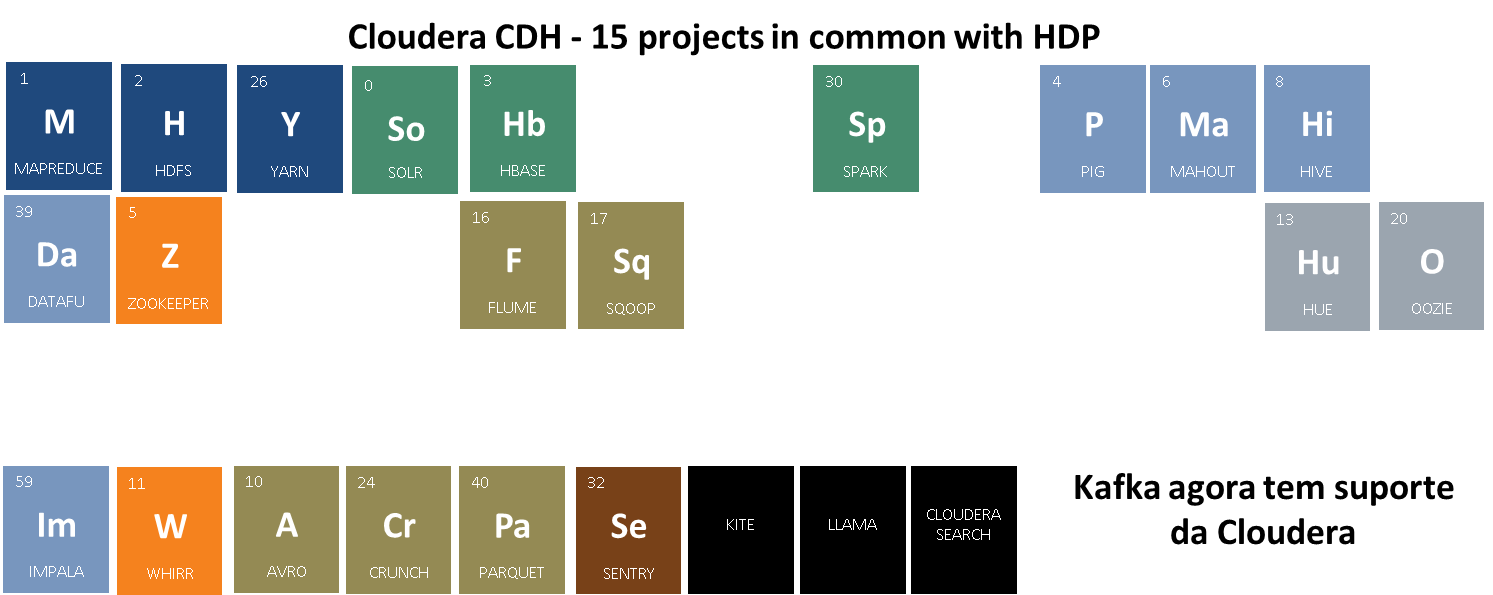 Cloudera CDH - 15 projects in common with HDP
1
M
MAPREDUCE
2
H
HDFS
26
Y
YARN
0
So
SOLR
3
Hb
HBASE
30
Sp
SPARK
4
P
PIG
6
Ma
MAHOUT
8
Hi
HIVE
39
Da
DATAFU
5
Z
ZOOKEEPER
16
F
FLUME
17
Sq
SQOOP
13
Hu
HUE
20
O
OOZIE
59
Im
IMPALA
11
W
WHIRR
10
A
AVRO
24
Cr
CRUNCH
40
Pa
PARQUET
32
Se
SENTRY
KITE
LLAMA
CLOUDERA
SEARCH
Kafka agora tem suporte
da Cloudera